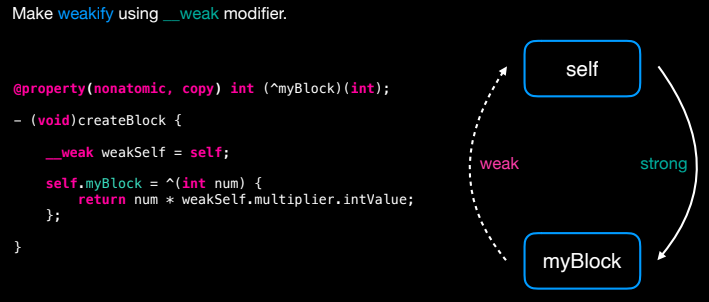 Make weakify using __weak modifier.
@property(nonatomic, copy) int (^myBlock)(int);
- (void)createBlock {
__weak weakSelf = self;
self.myBlock = ^(int num) {
return num * weakSelf.multiplier.intValue;
};
}
self
weak
strong
myBlock